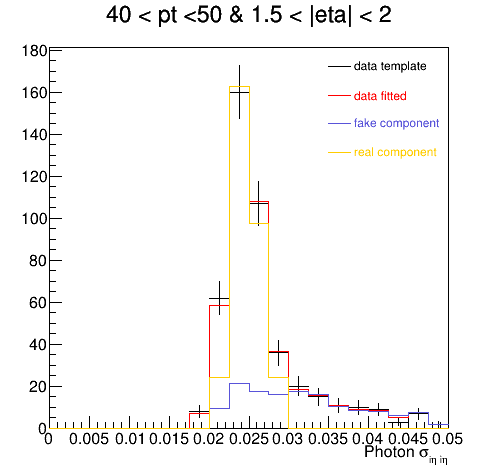 40 < pt <50 & 1.5 < |eta| < 2
180
160
140
120
100
80
60
40
20
0
data template
data fitted
fake component
real component
0 0.005 0.01 0.015 0.02 0.025 0.03 0.035 0.04 0.045 0.05
Photon σiη iη